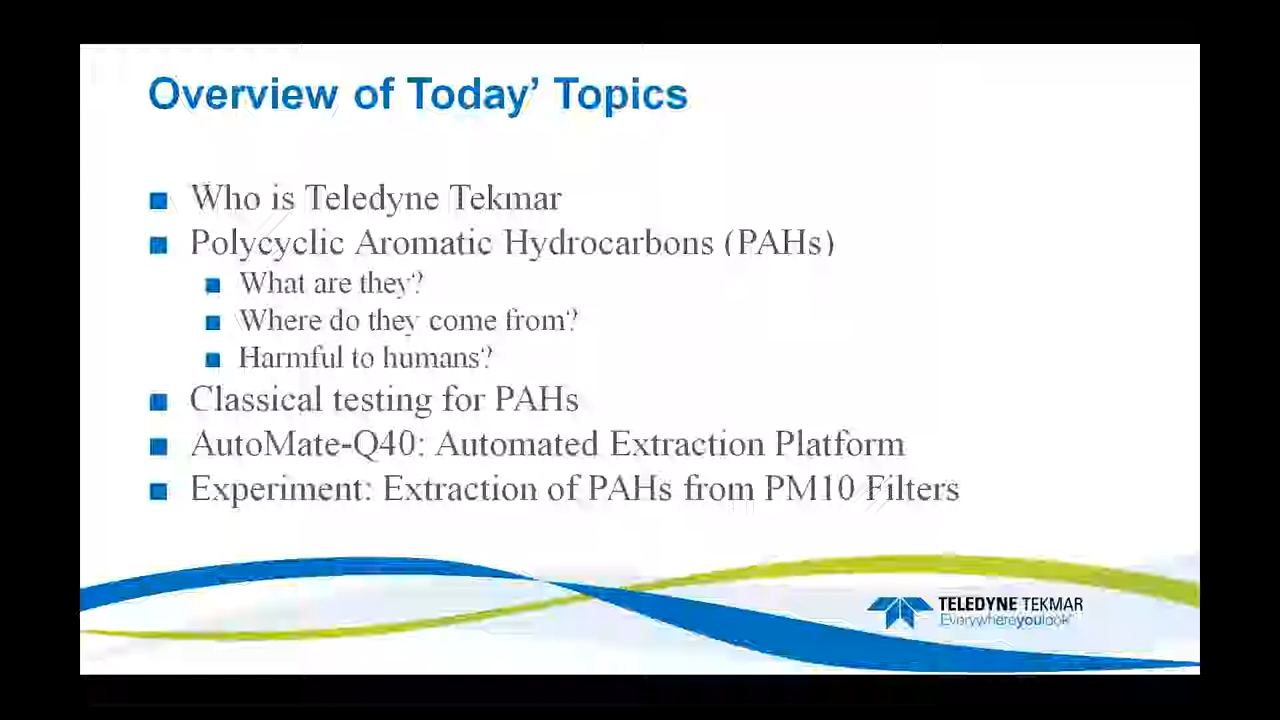 Overview of Today’ Topics
Who is Teledyne Tekmar
Polycyclic Aromatic Hydrocarbons (PAHs)
What are they?
Where do they come from?
Harmful to humans?
Classical testing for PAHs
AutoMate-Q40: Automated Extraction Platform
Experiment: Extraction of PAHs from PM10 Filters
TELEDYNE TEKMAR
Everywhereyoulook